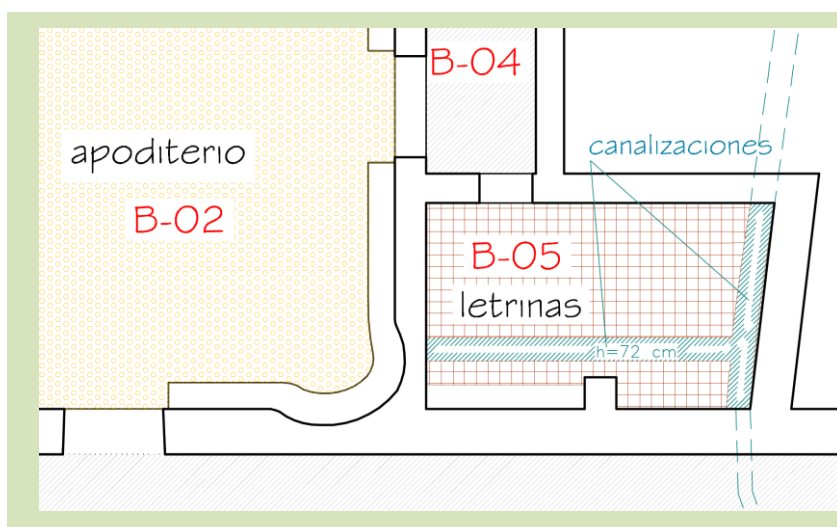 B-04
apoditerio
canalizaciones
B-02
B-05
letrinas
h=72 cm